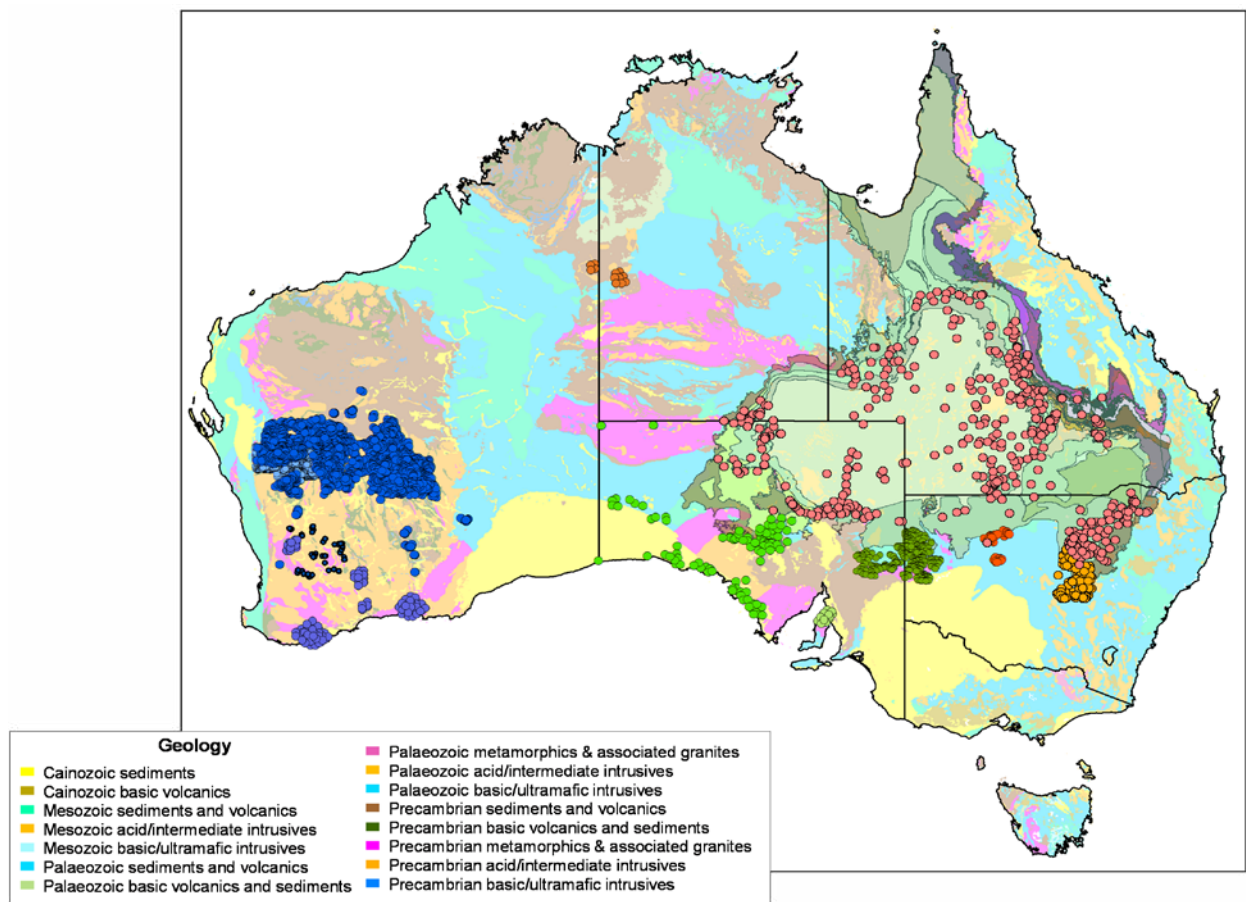 Geology
Cainozoic sediments
Cainozoic basic volcanics
Mesozoic sediments and volcanics
Mesozoic acid/intermediate intrusives
Mesozoic basic/ultramafic intrusives
Palaeozoic sediments and volcanics
Palaeozoic basic volcanics and sediments
Palaeozoic metamorphics & associated granites
Palaeozoic acid/intermediate intrusives
Palaeozoic basic/ultramafic intrusives
Precambrian sediments and volcanics
Precambrian basic volcanics and sediments
Precambrian metamorphics & associated granites
Precambrian acid/intermediate intrusives
Precambrian basic/ultramafic intrusives